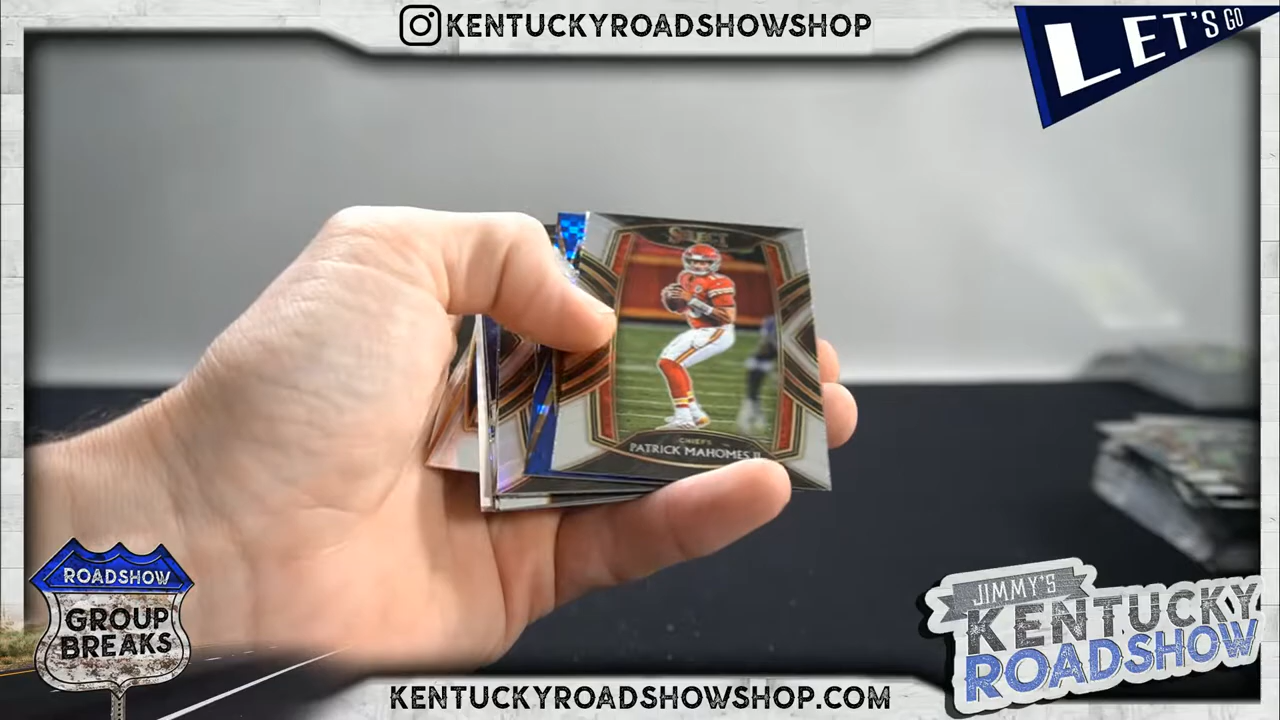 KENTUCKYROADSHOWSHOP
LET'S GO
SELECT
CHIEFS
PATRICK MAHOMES II
ROADSHOW
GROUP
BREAKS
JIMMY'S
KENTUCKY
ROADSHOW
KENTUCKYROADSHOWSHOP.COM